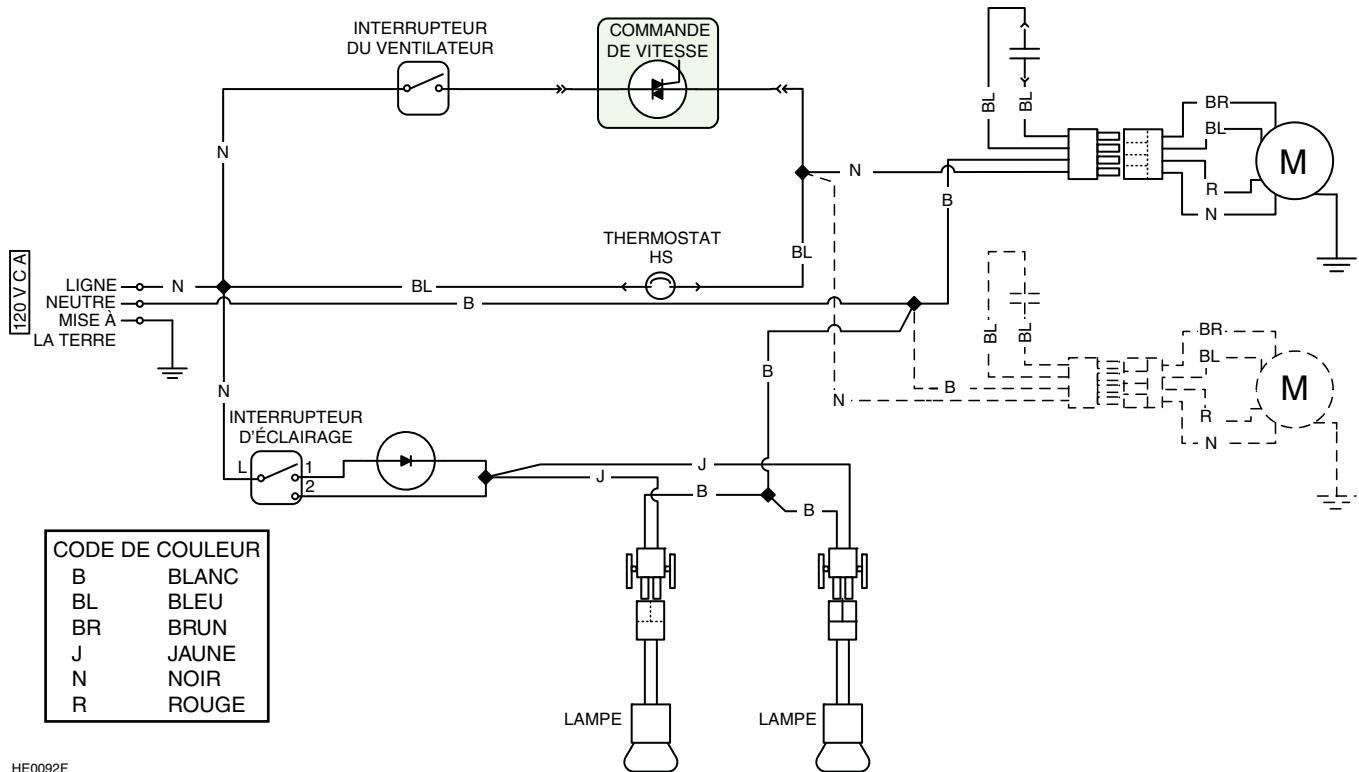 INTERRUPTEUR
DU VENTILATEUR
COMMANDE
DE VITESSE
BL
BL
BR
BL
M
R
N
N
N
B
THERMOSTAT
HS
BL
120 V C A
LIGNE
N
BL
NEUTRE
B
MISE À
LA TERRE
BL
BL
BR
BL
M
R
N
B
B
N
N
INTERRUPTEUR
D'ÉCLAIRAGE
L
1
2
J
J
B
B
CODE DE COULEUR
B BLANC
BL BLEU
BR BRUN
J JAUNE
N NOIR
R ROUGE
LAMPE
LAMPE
HE0092F